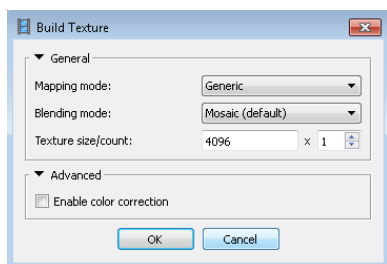 Build Texture
General
Mapping mode: Generic
Blending mode: Mosaic (default)
Texture size/count: 4096 x 1
Advanced
Enable color correction
OK Cancel